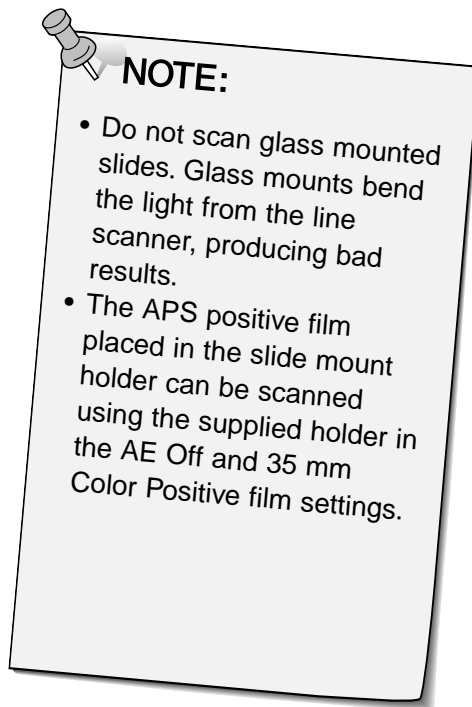 NOTE:
• Do not scan glass mounted
slides. Glass mounts bend
the light from the line
scanner, producing bad
results.
• The APS positive film
placed in the slide mount
holder can be scanned
using the supplied holder in
the AE Off and 35 mm
Color Positive film settings.